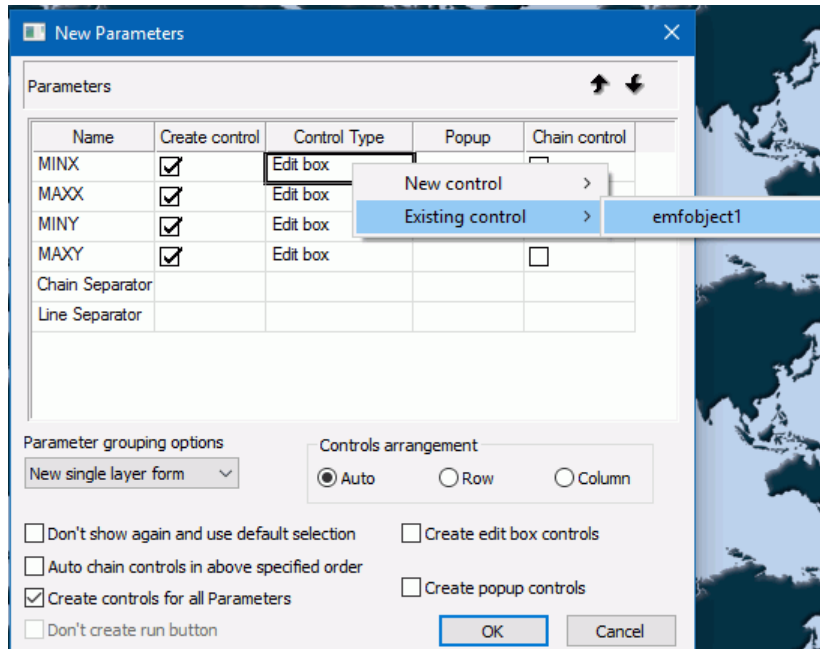 New Parameters
Parameters
Name Create control Control Type Popup Chain control
MINX Edit box
MAXX Edit box
MINY Edit box
MAXY Edit box
Chain Separator
Line Separator
New control
Existing control emfobject1
Parameter grouping options
New single layer form
Controls arrangement
Auto Row Column
Don't show again and use default selection
Create edit box controls
Auto chain controls in above specified order
Create controls for all Parameters
Create popup controls
Don't create run button
OK Cancel